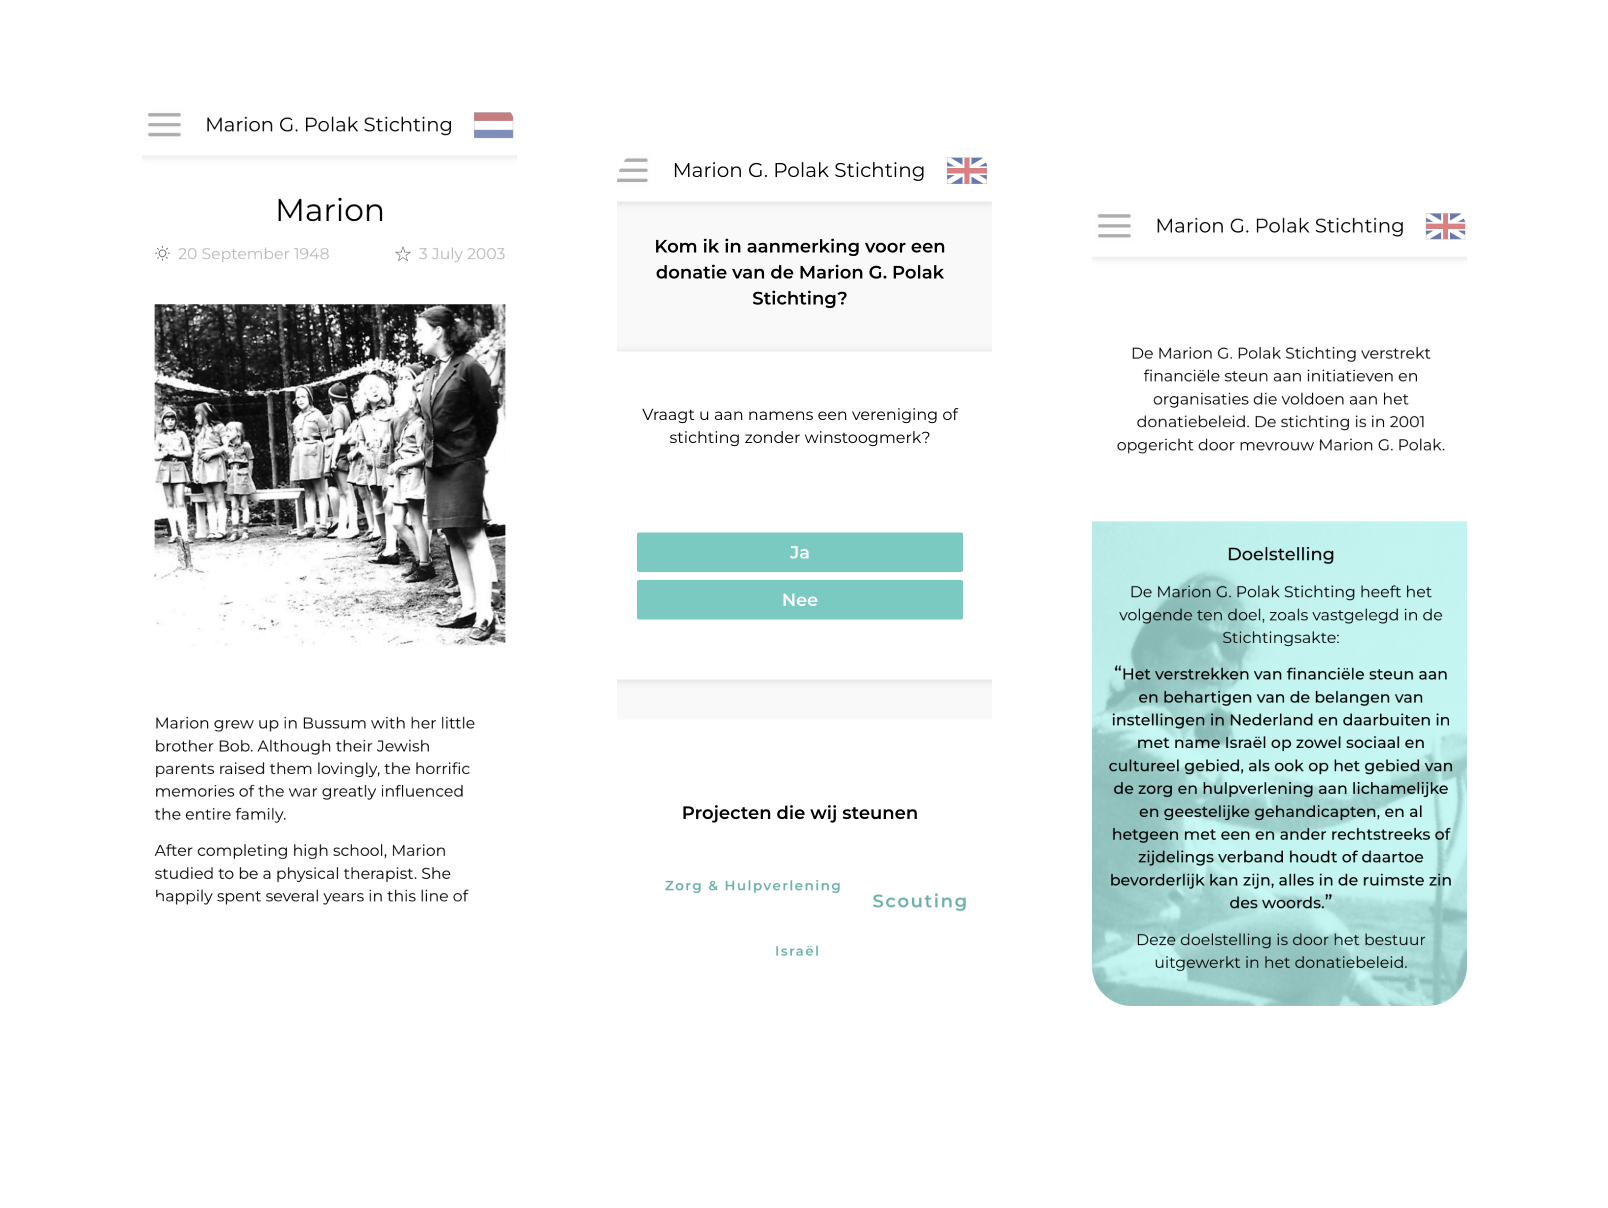 Marion G. Polak Stichting
Marion
20 September 1948
3 July 2003
Marion grew up in Bussum with her little
brother Bob. Although their Jewish
parents raised them lovingly, the horrific
memories of the war greatly influenced
the entire family.
After completing high school, Marion
studied to be a physical therapist. She
happily spent several years in this line of
Marion G. Polak Stichting
Kom ik in aanmerking voor een
donatie van de Marion G. Polak
Stichting?
Vraagt u aan namens een vereniging of
stichting zonder winstoogmerk?
Ja
Nee
Projecten die wij steunen
Zorg & Hulpverlening
Scouting
Israël
Marion G. Polak Stichting
De Marion G. Polak Stichting verstrekt
financiële steun aan initiatieven en
organisaties die voldoen aan het
donatiebeleid. De stichting is in 2001
opgericht door mevrouw Marion G. Polak.
Doelstelling
De Marion G. Polak Stichting heeft het
volgende ten doel, zoals vastgelegd in de
Stichtingsakte:
“Het verstrekken van financiële steun aan
en behartigen van de belangen van
instellingen in Nederland en daarbuiten in
met name Israël op zowel sociaal en
cultureel gebied, als ook op het gebied van
de zorg en hulpverlening aan lichamelijke
en geestelijke gehandicapten, en al
hetgeen met een en ander rechtstreeks of
zijdelings verband houdt of daartoe
bevorderlijk kan zijn, alles in de ruimste zin
des woords.”
Deze doelstelling is door het bestuur
uitgewerkt in het donatiebeleid.